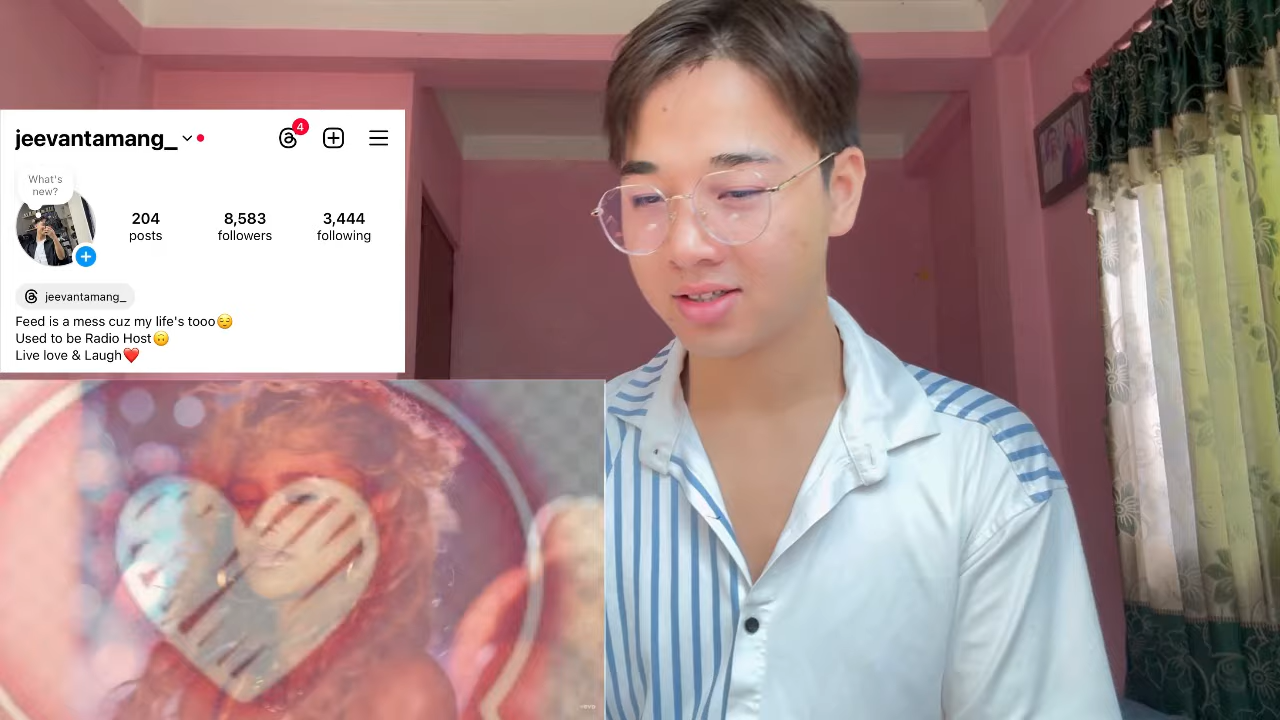 jeevantamang_
4
What's
new?
204
posts
8,583
followers
3,444
following
jeevantamang_
Feed is a mess cuz my life's tooo😌
Used to be Radio Host🙃
Live love & Laugh❤️
vevo